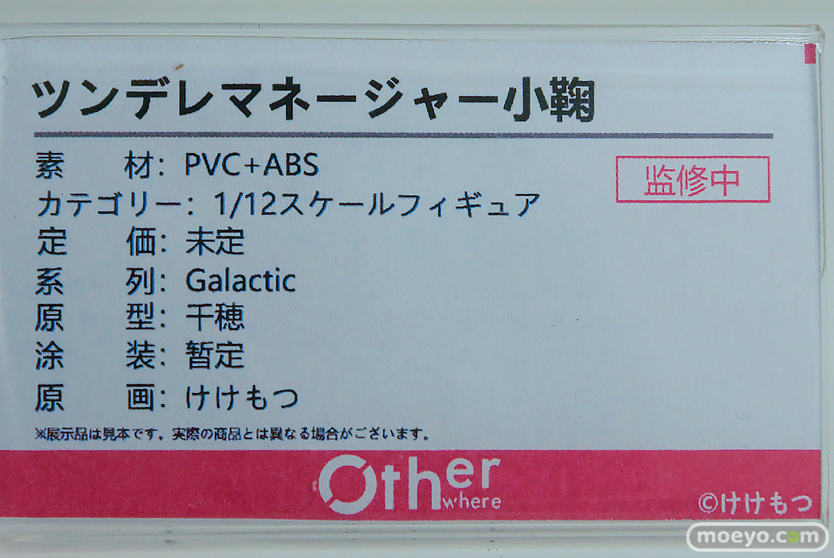 ツンデレマネージャー小鞠
素　材：PVC+ABS
監修中
カテゴリー：1/12スケールフィギュア
定　価：未定
系　列：Galactic
原　型：千穂
涂　装：暂定
原　画：けけもつ
※展示品は見本です。実際の商品とは異なる場合がございます。
Other
where
©けけもつ
moeyo.com